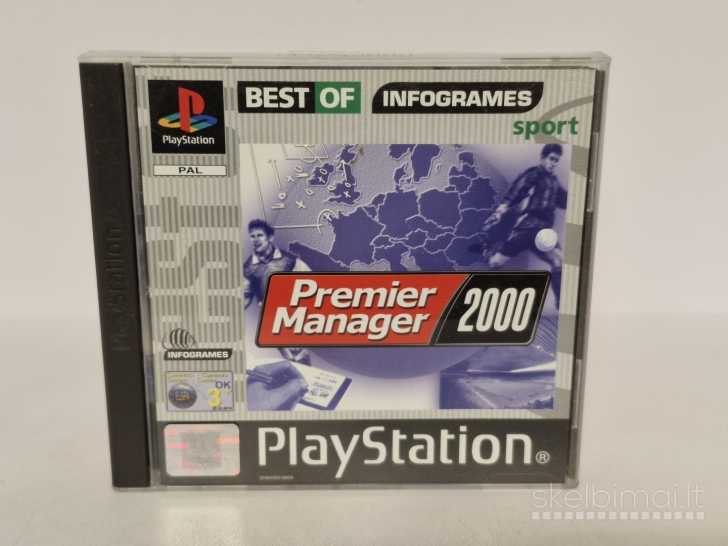 BEST OF INFOGRAMES
sport
PlayStation
PAL
Premier
Manager 2000
INFOGRAMES
OK
3+
PlayStation
PlayStation
skelbimai.lt